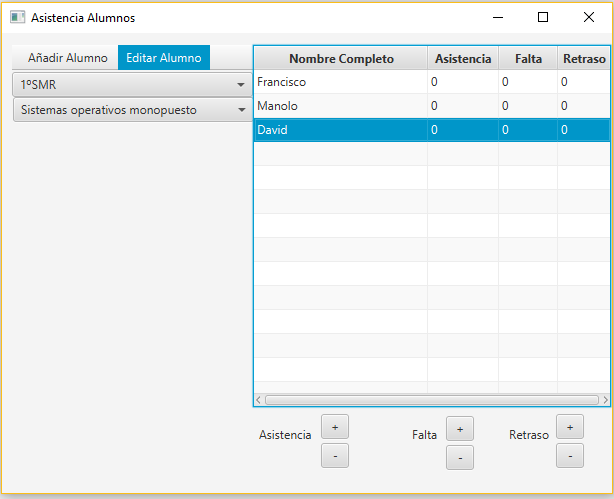 Asistencia Alumnos
Añadir Alumno Editar Alumno
1ºSMR
Sistemas operativos monopuesto
Nombre Completo Asistencia Falta Retraso
Francisco 0 0 0
Manolo 0 0 0
David 0 0 0
Asistencia + - Falta + - Retraso + -